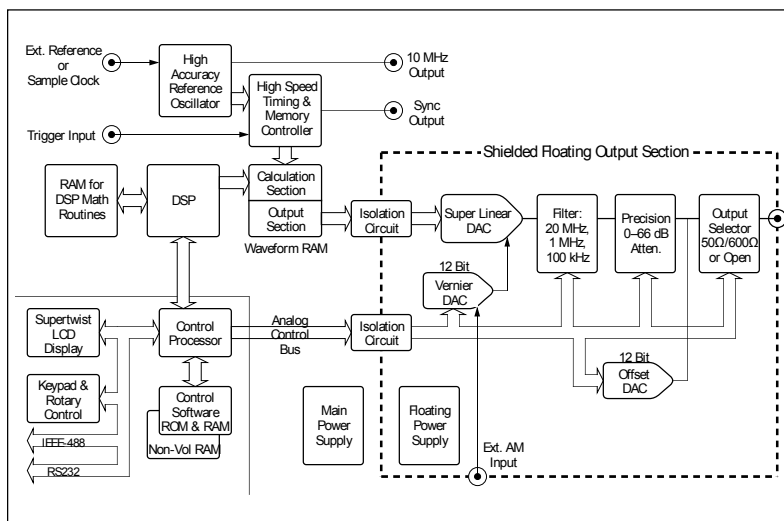 Ext. Reference
or
Sample Clock
High
Accuracy
Reference
Oscillator
10 MHz
Output
High Speed
Timing &
Memory
Controller
Sync
Output
Trigger Input
Shielded Floating Output Section
RAM for
DSP Math
Routines
DSP
Calculation
Section
Output
Section
Waveform RAM
Isolation
Circuit
Super Linear
DAC
Filter:
20 MHz,
1 MHz,
100 kHz
Precision
0–66 dB
Atten.
Output
Selector
50Ω/600Ω
or Open
12 Bit
Vernier
DAC
Supertwist
LCD
Display
Control
Processor
Analog
Control
Bus
Isolation
Circuit
12 Bit
Offset
DAC
Keypad &
Rotary
Control
Control
Software
ROM & RAM
Non-Vol RAM
Main
Power
Supply
Floating
Power
Supply
Ext. AM
Input
IEEE-488
RS232